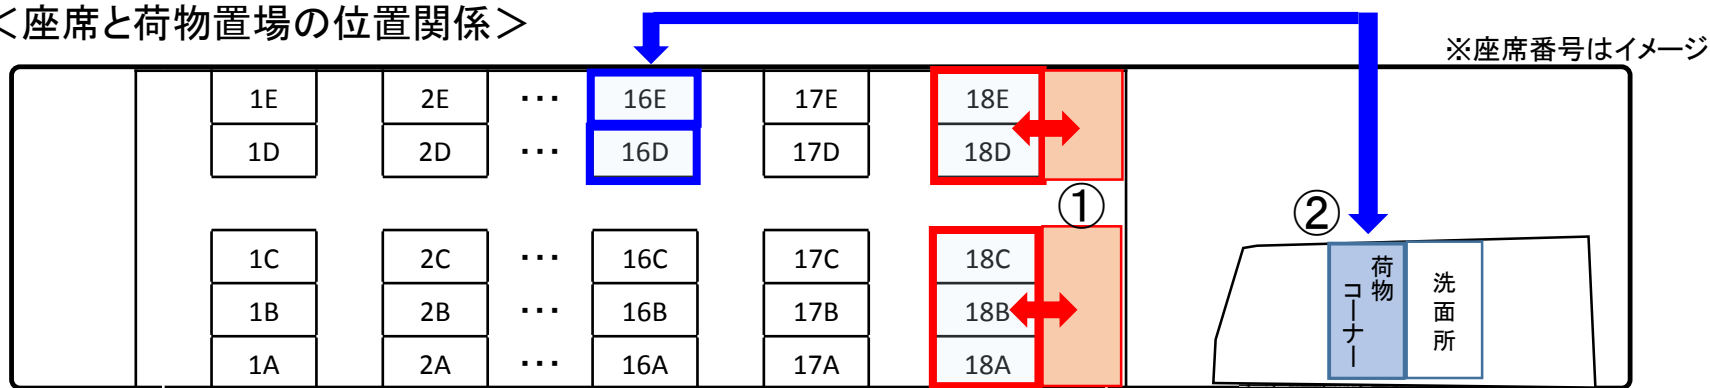 ＜座席と荷物置場の位置関係＞
※座席番号はイメージ
1E 2E ・・・ 16E 17E 18E
1D 2D ・・・ 16D 17D 18D
①
②
1C 2C ・・・ 16C 17C 18C
1B 2B ・・・ 16B 17B 18B
1A 2A ・・・ 16A 17A 18A
荷物
コーナー
洗面所